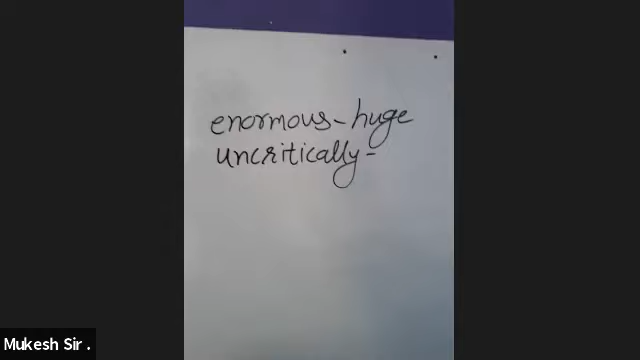 enormous - huge
uncritically -
Mukesh Sir .